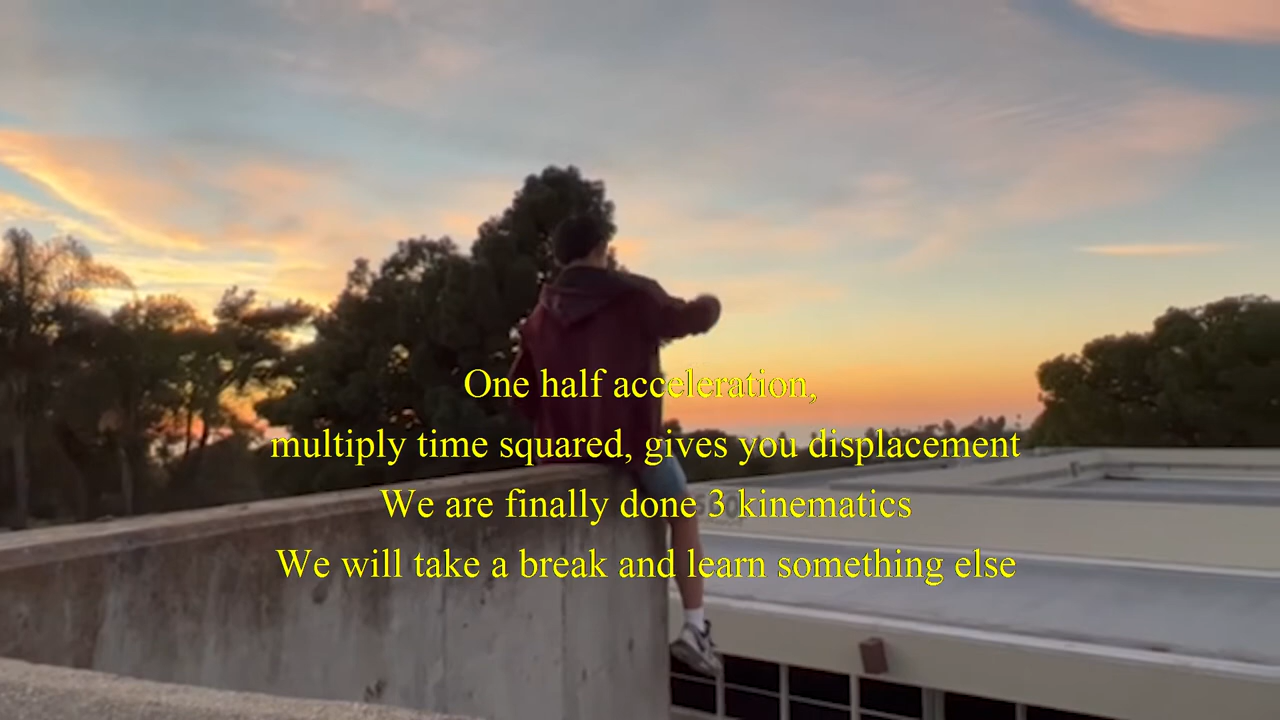 One half acceleration,
multiply time squared, gives you displacement
We are finally done 3 kinematics
We will take a break and learn something else